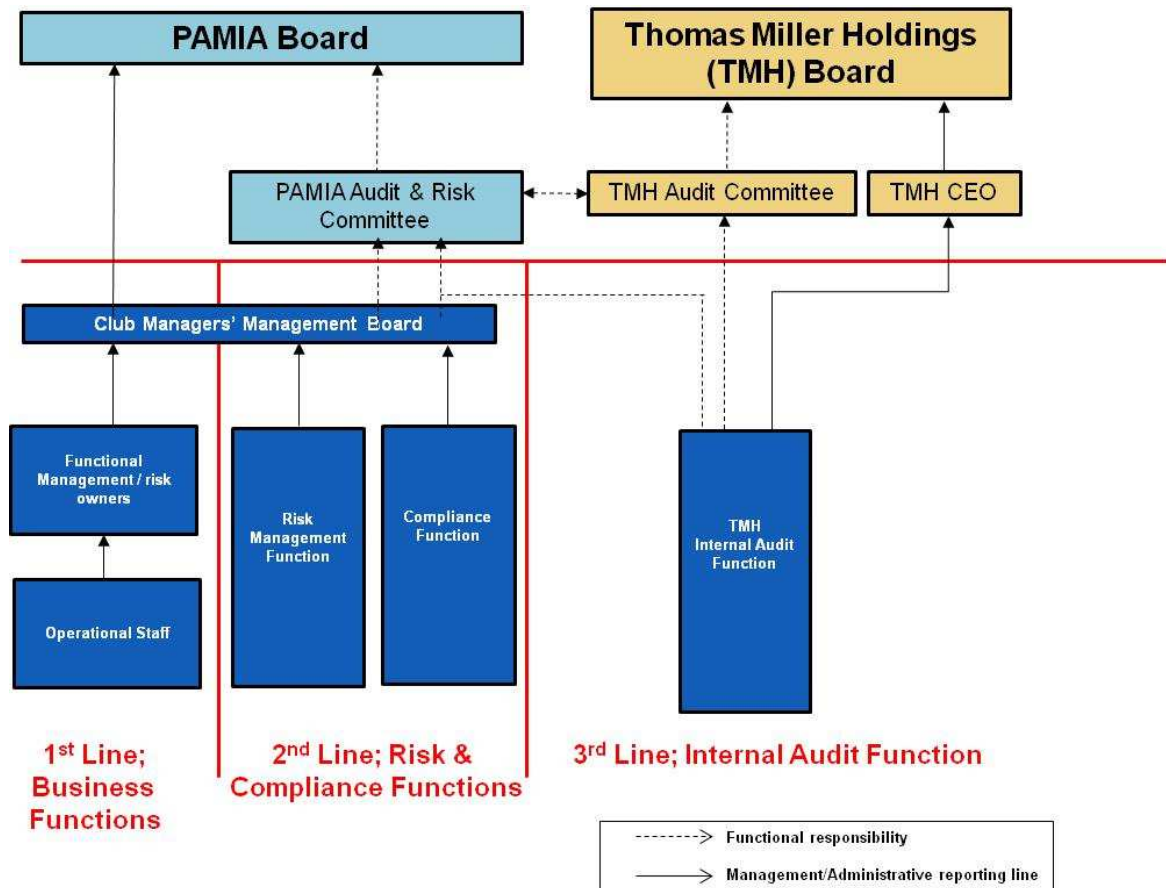 PAMIA Board
Thomas Miller Holdings
(TMH) Board
PAMIA Audit & Risk
Committee
TMH Audit Committee
TMH CEO
Club Managers' Management Board
Functional
Management / risk
owners
Operational Staff
Risk
Management
Function
Compliance
Function
TMH
Internal Audit
Function
1st Line;
Business
Functions
2nd Line; Risk &
Compliance Functions
3rd Line; Internal Audit Function
Functional responsibility
Management/Administrative reporting line